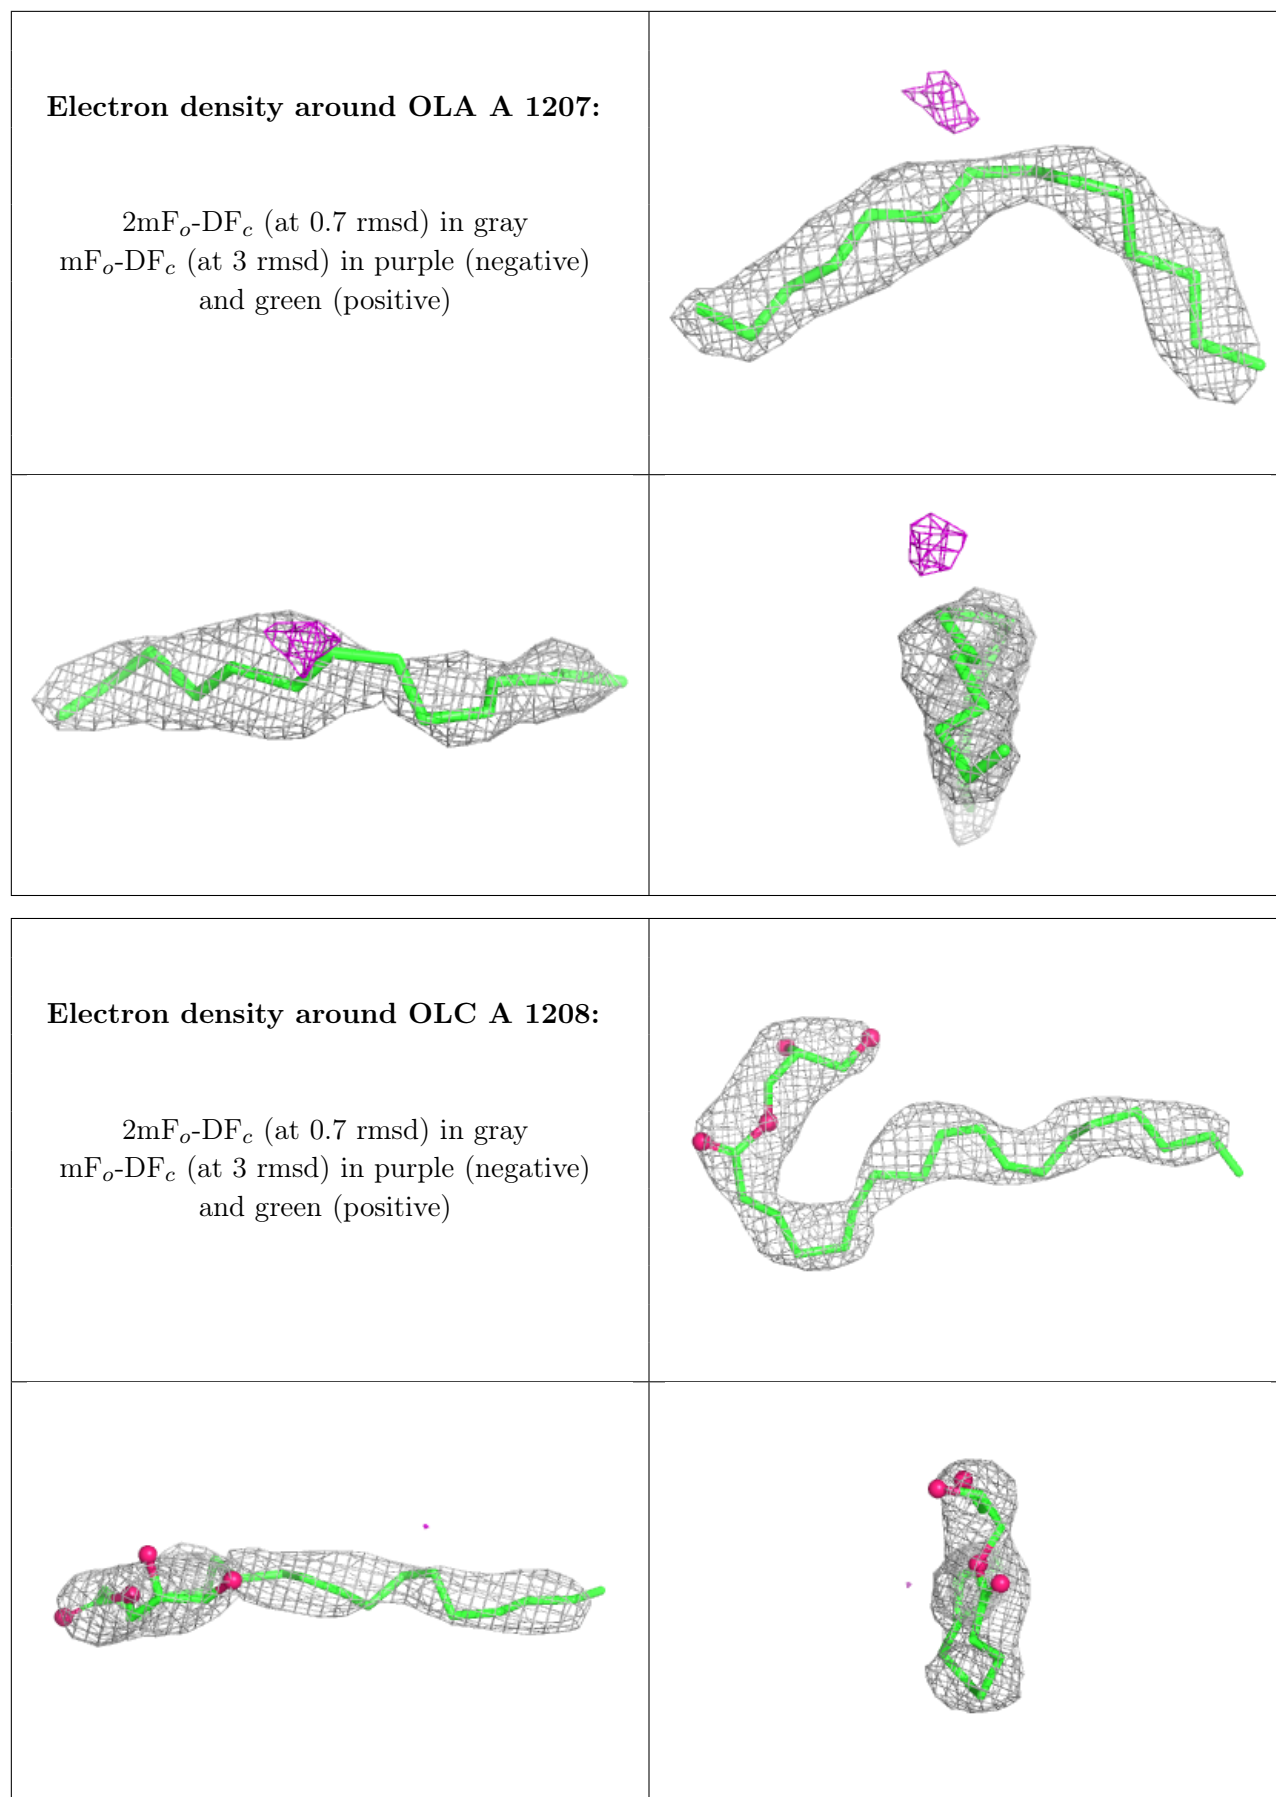 Electron density around OLA A 1207:
2mFo-DFc (at 0.7 rmsd) in gray
mFo-DFc (at 3 rmsd) in purple (negative)
and green (positive)
Electron density around OLC A 1208:
2mFo-DFc (at 0.7 rmsd) in gray
mFo-DFc (at 3 rmsd) in purple (negative)
and green (positive)